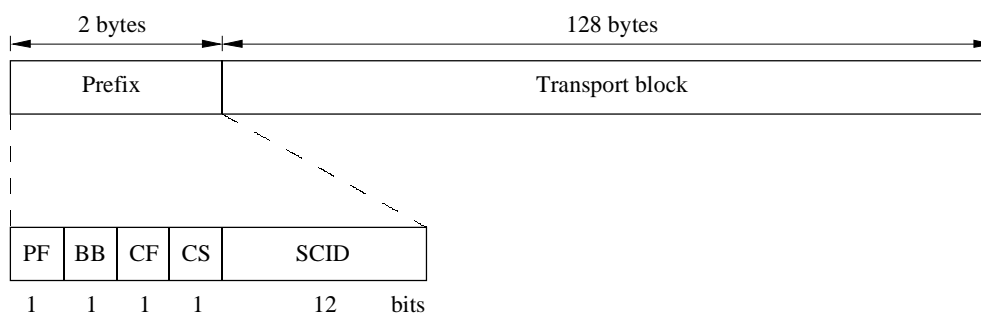 2 bytes 128 bytes
Prefix Transport block
PF BB CF CS SCID
1 1 1 1 12 bits